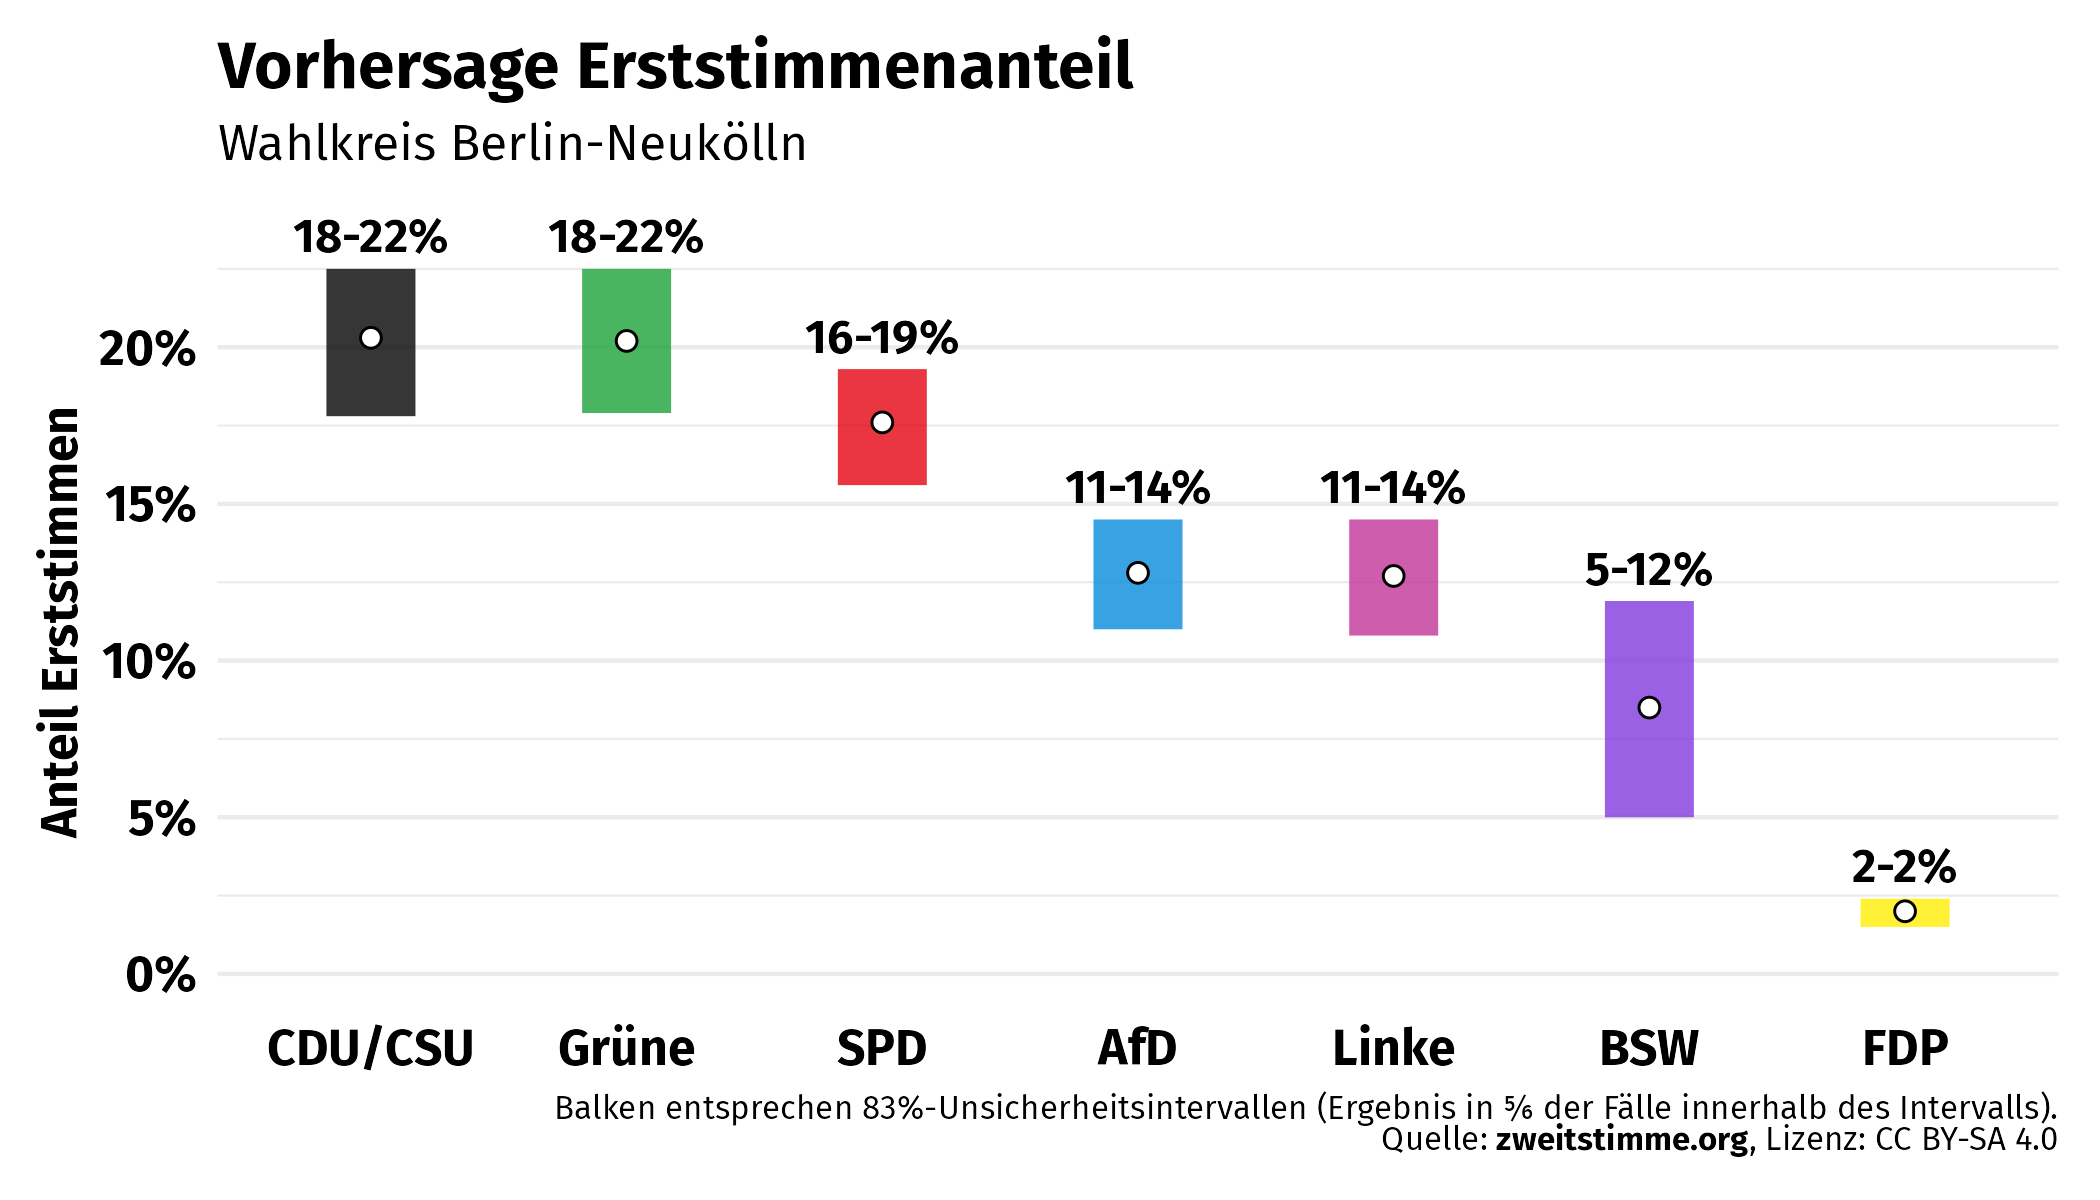 Vorhersage Erststimmenanteil
Wahlkreis Berlin-Neukölln
18-22%
18-22%
16-19%
11-14%
11-14%
5-12%
2-2%
Anteil Erststimmen
20%
15%
10%
5%
0%
CDU/CSU
Grüne
SPD
AfD
Linke
BSW
FDP
Balken entsprechen 83%-Unsicherheitsintervallen (Ergebnis in ⅚ der Fälle innerhalb des Intervalls).
Quelle: zweitstimme.org, Lizenz: CC BY-SA 4.0